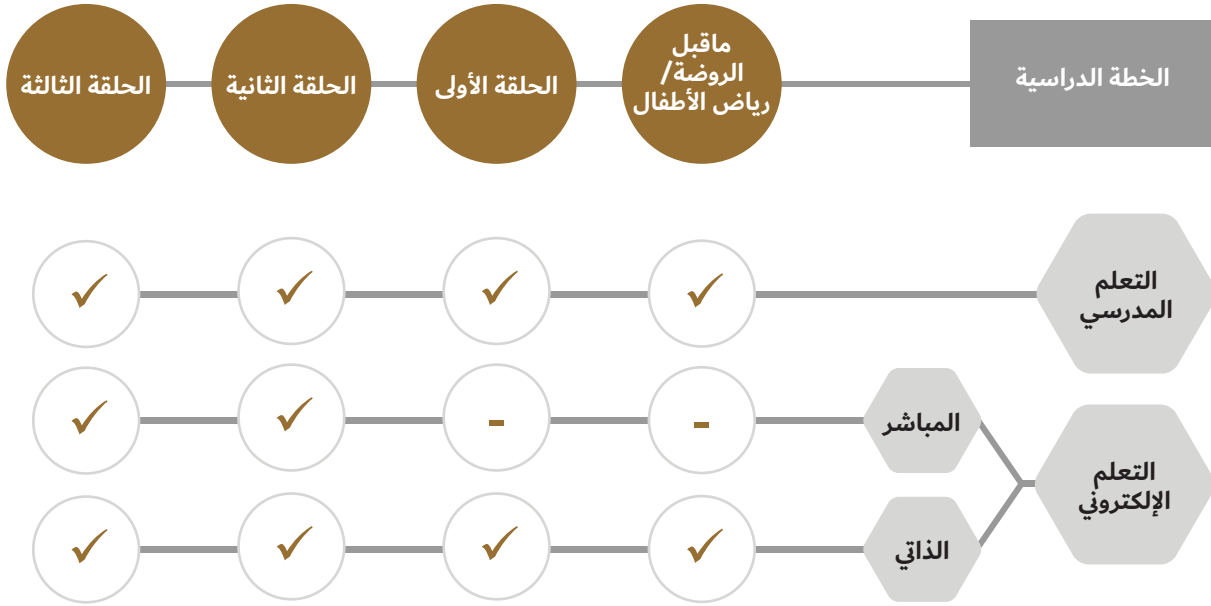 الخطة الدراسية
ماقبل
الروضة/
رياض الأطفال
الحلقة الأولى
الحلقة الثانية
الحلقة الثالثة
التعلم
المدرسي
✓ ✓ ✓ ✓
التعلم
الإلكتروني
المباشر
- - ✓ ✓
الذاتي
✓ ✓ ✓ ✓